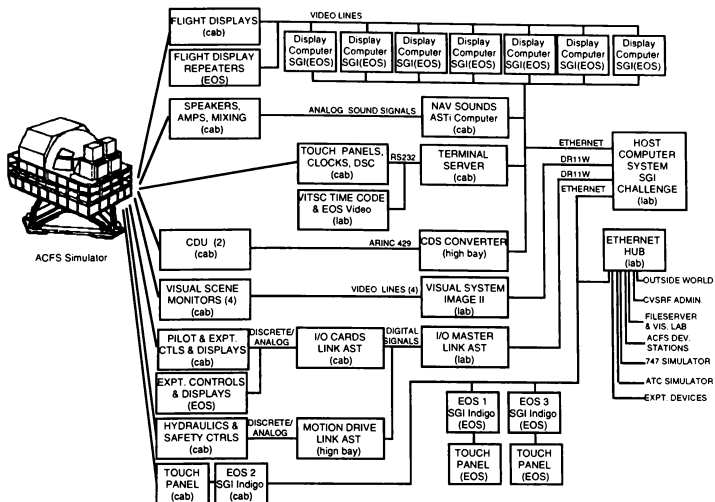 FLIGHT DISPLAYS
(cab)
VIDEO LINES
FLIGHT DISPLAY
REPEATERS
(EOS)
Display
Computer
SGI(EOS)
Display
Computer
SGI(EOS)
Display
Computer
SGI(EOS)
Display
Computer
SGI(EOS)
Display
Computer
SGI(EOS)
Display
Computer
SGI(EOS)
Display
Computer
SGI(EOS)
SPEAKERS,
AMPS, MIXING
(cab)
ANALOG SOUND SIGNALS
NAV SOUNDS
ASTi Computer
(cab)
TOUCH PANELS,
CLOCKS, DSC
(cab)
RS232
TERMINAL
SERVER
(cab)
ETHERNET
DR11W
DR11W
ETHERNET
HOST
COMPUTER
SYSTEM
SGI
CHALLENGE
(lab)
VITSC TIME CODE
& EOS Video
(lab)
ACFS Simulator
CDU (2)
(cab)
ARINC 429
CDS CONVERTER
(high bay)
ETHERNET
HUB
(lab)
VISUAL SCENE
MONITORS (4)
(cab)
VIDEO LINES (4)
VISUAL SYSTEM
IMAGE II
(lab)
OUTSIDE WORLD
CVSRF ADMIN.
FILESERVER
& VIS. LAB
ACFS DEV.
STATIONS
747 SIMULATOR
ATC SIMULATOR
EXPT. DEVICES
PILOT & EXPT.
CTLS & DISPLAYS
(cab)
DISCRETE/
ANALOG
I/O CARDS
LINK AST
(cab)
DIGITAL
SIGNALS
I/O MASTER
LINK AST
(lab)
EXPT. CONTROLS
& DISPLAYS
(EOS)
HYDRAULICS &
SAFETY CTRLS
(cab)
DISCRETE/
ANALOG
MOTION DRIVE
LINK AST
(hign bay)
EOS 1
SGI Indigo
(EOS)
EOS 3
SGI Indigo
(EOS)
TOUCH
PANEL
(EOS)
TOUCH
PANEL
(EOS)
TOUCH
PANEL
(cab)
EOS 2
SGI Indigo
(cab)